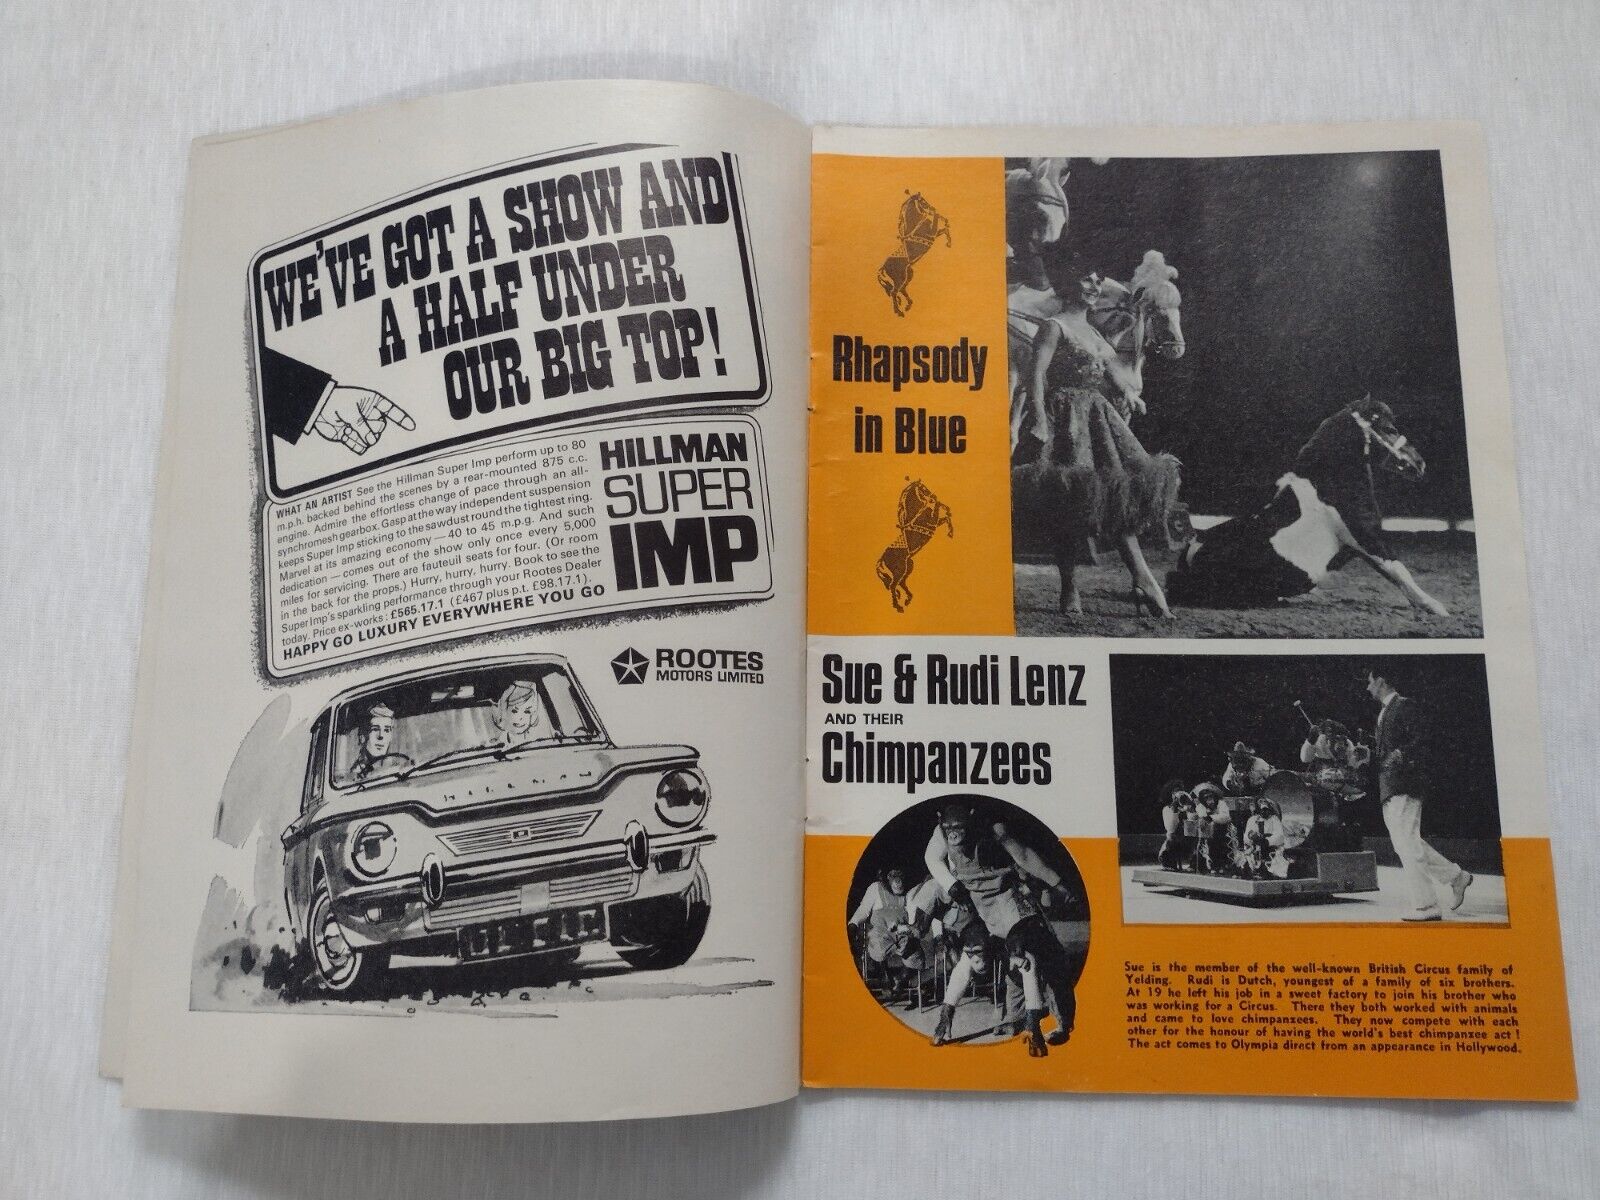 WE'VE GOT A SHOW AND
A HALF UNDER
OUR BIG TOP!
WHAT AN ARTIST See the Hillman Super Imp perform up to 80
m.p.h. backed behind the scenes by a rear-mounted 875 c.c.
engine. Admire the effortless change of pace through an all-
synchromesh gearbox. Gasp at the way independent suspension
keeps Super Imp sticking to the sawdust round the tightest ring.
Marvel at its amazing economy — 40 to 45 m.p.g. And such
dedication — comes out of the show only once every 5,000
miles for servicing. There are fauteuil seats for four. (Or room
in the back for the props.) Hurry, hurry, hurry. Book to see the
Super Imp's sparkling performance through your Rootes Dealer
today. Price ex-works: £565.17.1 (£467 plus p.t. £98.17.1).
HAPPY GO LUXURY EVERYWHERE YOU GO
HILLMAN
SUPER
IMP
ROOTES
MOTORS LIMITED
HILLMAN
Rhapsody
in Blue
Sue & Rudi Lenz
AND THEIR
Chimpanzees
Sue is the member of the well-known British Circus family of
Yelding. Rudi is Dutch, youngest of a family of six brothers.
At 19 he left his job in a sweet factory to join his brother who
was working for a Circus. There they both worked with animals
and came to love chimpanzees. They now compete with each
other for the honour of having the world's best chimpanzee act!
The act comes to Olympia direct from an appearance in Hollywood.